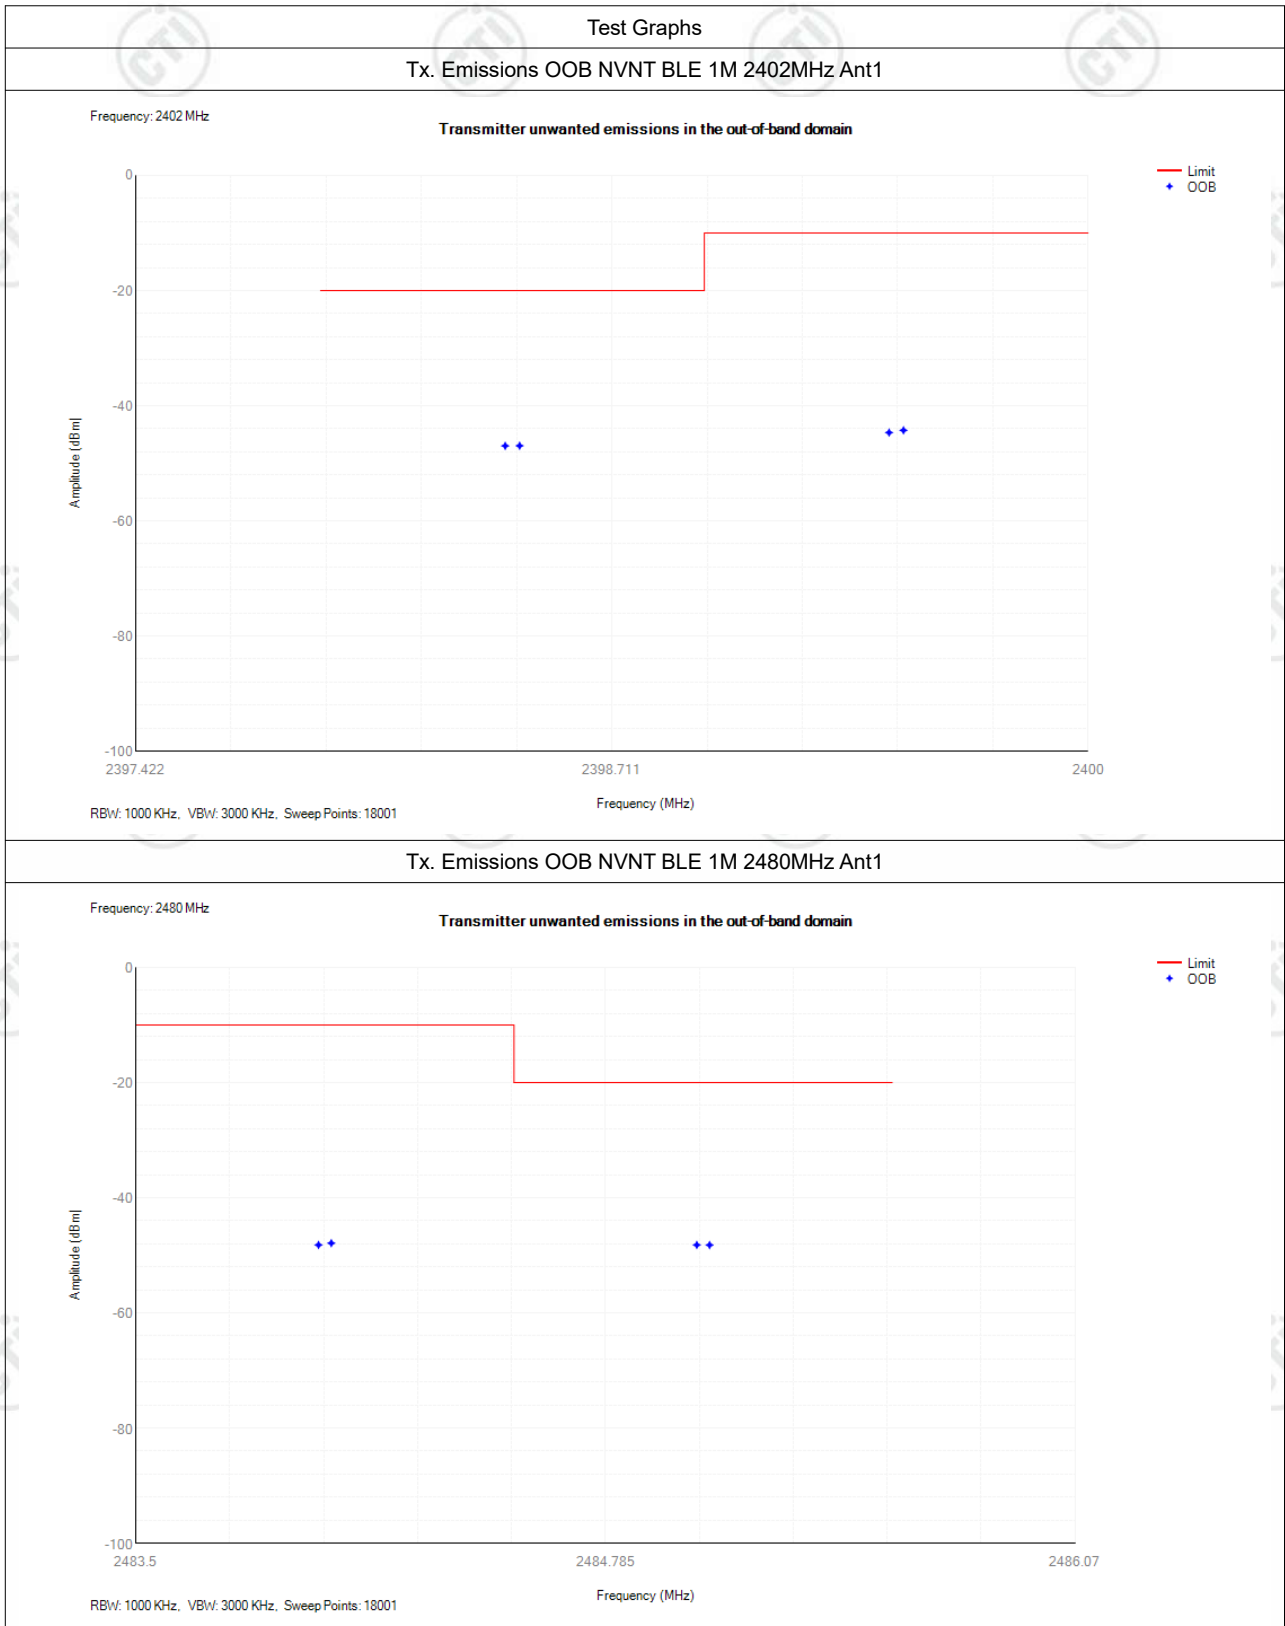 Test Graphs
Tx. Emissions OOB NVNT BLE 1M 2402MHz Ant1
Frequency: 2402 MHz
Transmitter unwanted emissions in the out-of-band domain
Limit
OOB
0
-20
-40
-60
-80
-100
Amplitude [dBm]
2397.422
2398.711
2400
Frequency (MHz)
RBW: 1000 KHz, VBW: 3000 KHz, Sweep Points: 18001
Tx. Emissions OOB NVNT BLE 1M 2480MHz Ant1
Frequency: 2480 MHz
Transmitter unwanted emissions in the out-of-band domain
Limit
OOB
0
-20
-40
-60
-80
-100
Amplitude [dBm]
2483.5
2484.785
2486.07
Frequency (MHz)
RBW: 1000 KHz, VBW: 3000 KHz, Sweep Points: 18001
CTI
CTI
CTI